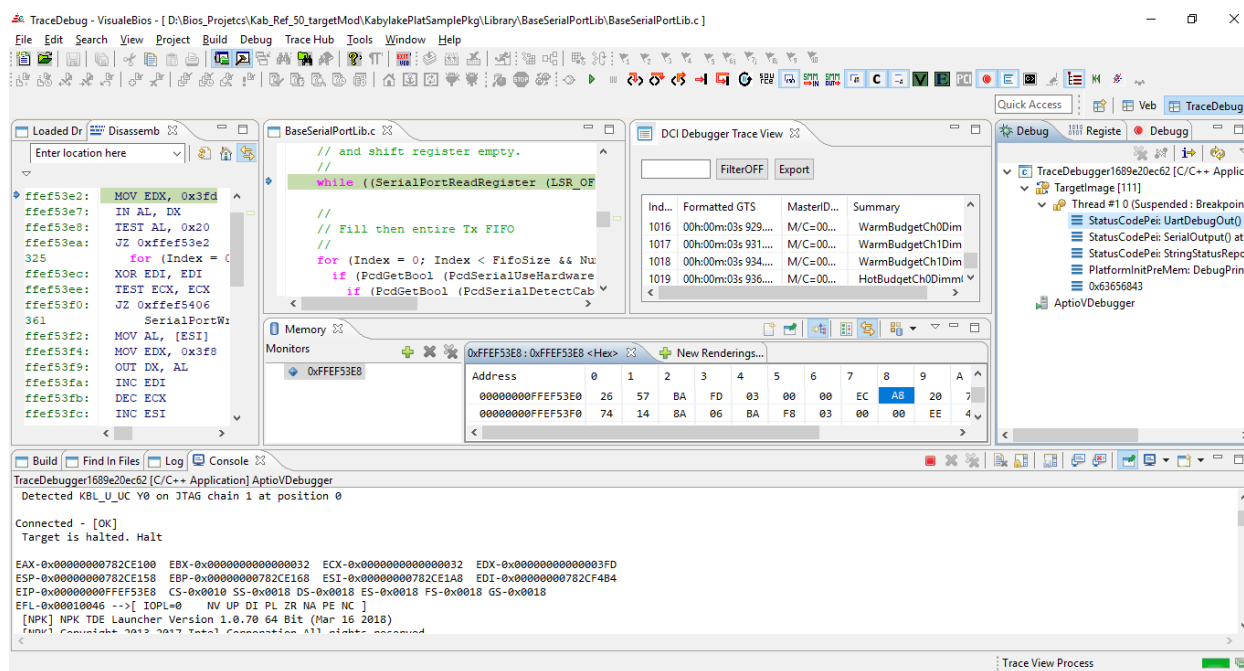 TraceDebug - VisualeBios - [ D:\Bios_Projetcs\Kab_Ref_50_targetMod\KabylakePlatSamplePkg\Library\BaseSerialPortLib\BaseSerialPortLib.c ]
File Edit Search View Project Build Debug Trace Hub Tools Window Help
Quick Access Veb TraceDebug
Loaded Dr Disassemb
Enter location here
ffef53e2: MOV EDX, 0x3fd
ffef53e7: IN AL, DX
ffef53e8: TEST AL, 0x20
ffef53ea: JZ 0xffef53e2
325 for (Index = 0
ffef53ec: XOR EDI, EDI
ffef53ee: TEST ECX, ECX
ffef53f0: JZ 0xffef5406
361 SerialPortWr
ffef53f2: MOV AL, [ESI]
ffef53f4: MOV EDX, 0x3f8
ffef53f9: OUT DX, AL
ffef53fa: INC EDI
ffef53fb: DEC ECX
ffef53fc: INC ESI
BaseSerialPortLib.c
// and shift register empty.
//
while ((SerialPortReadRegister (LSR_OF
//
// Fill then entire Tx FIFO
//
for (Index = 0; Index < FifoSize && Nu
if (PcdGetBool (PcdSerialUseHardware
if (PcdGetBool (PcdSerialDetectCab
DCI Debugger Trace View
FilterOFF Export
Ind... Formatted GTS MasterID... Summary
1016 00h:00m:03s 929.... M/C=00... WarmBudgetCh0Dim
1017 00h:00m:03s 931.... M/C=00... WarmBudgetCh1Dim
1018 00h:00m:03s 934.... M/C=00... WarmBudgetCh1Dim
1019 00h:00m:03s 936.... M/C=00... HotBudgetCh0Dimm
Debug Registe Debugg
TraceDebugger1689e20ec62 [C/C++ Applic
TargetImage [111]
Thread #1 0 (Suspended : Breakpoin
StatusCodePei: UartDebugOut()
StatusCodePei: SerialOutput() at
StatusCodePei: StringStatusRepo
PlatformInitPreMem: DebugPrin
0x63656843
AptioVDebugger
Memory
Monitors
0xFFEF53E8
0xFFEF53E8 : 0xFFEF53E8 <Hex> New Renderings...
Address 0 1 2 3 4 5 6 7 8 9 A
00000000FFEF53E0 26 57 BA FD 03 00 00 EC A8 20 7
00000000FFEF53F0 74 14 8A 06 BA F8 03 00 00 EE 4
Build Find In Files Log Console
TraceDebugger1689e20ec62 [C/C++ Application] AptioVDebugger
Detected KBL_U_UC Y0 on JTAG chain 1 at position 0
Connected - [OK]
Target is halted. Halt
EAX-0x00000000782CE100 EBX-0x0000000000000032 ECX-0x0000000000000032 EDX-0x00000000000003FD
ESP-0x00000000782CE158 EBP-0x00000000782CE168 ESI-0x00000000782CE1A8 EDI-0x00000000782CF4B4
EIP-0x00000000FFEF53E8 CS-0x0010 SS-0x0018 DS-0x0018 ES-0x0018 FS-0x0018 GS-0x0018
EFL-0x00010046 -->[ IOPL=0 NV UP DI PL ZR NA PE NC ]
[NPK] NPK TDE Launcher Version 1.0.70 64 Bit (Mar 16 2018)
[NPK] Copyright 2013-2017 Intel Corporation All rights reserved
Trace View Process